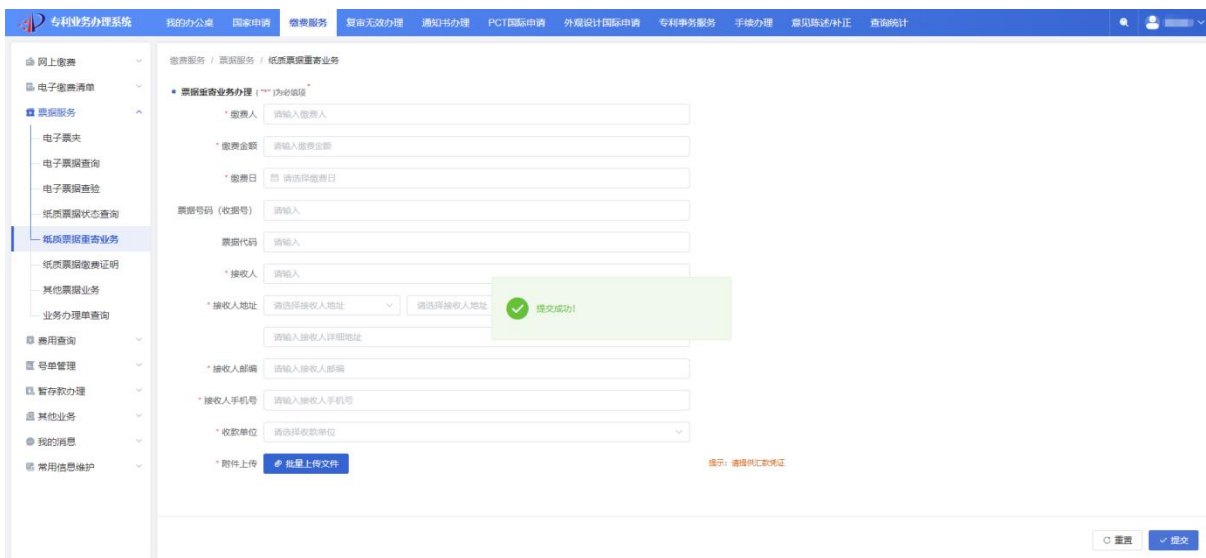 专利业务办理系统
我的办公桌 国家申请 缴费服务 复审无效办理 通知书办理 PCT国际申请 外观设计国际申请 专利事务服务 手续办理 意见陈述/补正 查询统计
网上缴费
电子缴费清单
票据服务
电子票夹
电子票据查询
电子票据查验
纸质票据状态查询
纸质票据重寄业务
纸质票据缴费证明
其他票据业务
业务办理单查询
费用查询
号单管理
暂存款办理
其他业务
我的消息
常用信息维护
缴费服务 / 票据服务 / 纸质票据重寄业务
票据重寄业务办理 ( "*" )为必填项 *
* 缴费人 请输入缴费人
* 缴费金额 请输入缴费金额
* 缴费日 请选择缴费日
票据号码（收据号） 请输入
票据代码 请输入
* 接收人 请输入
* 接收人地址 请选择接收人地址 请选择接收人地址
提交成功!
请输入接收人详细地址
* 接收人邮编 请输入接收人邮编
* 接收人手机号 请输入接收人手机号
* 收款单位 请选择收款单位
* 附件上传 批量上传文件 提示：请提供汇款凭证
重置 提交